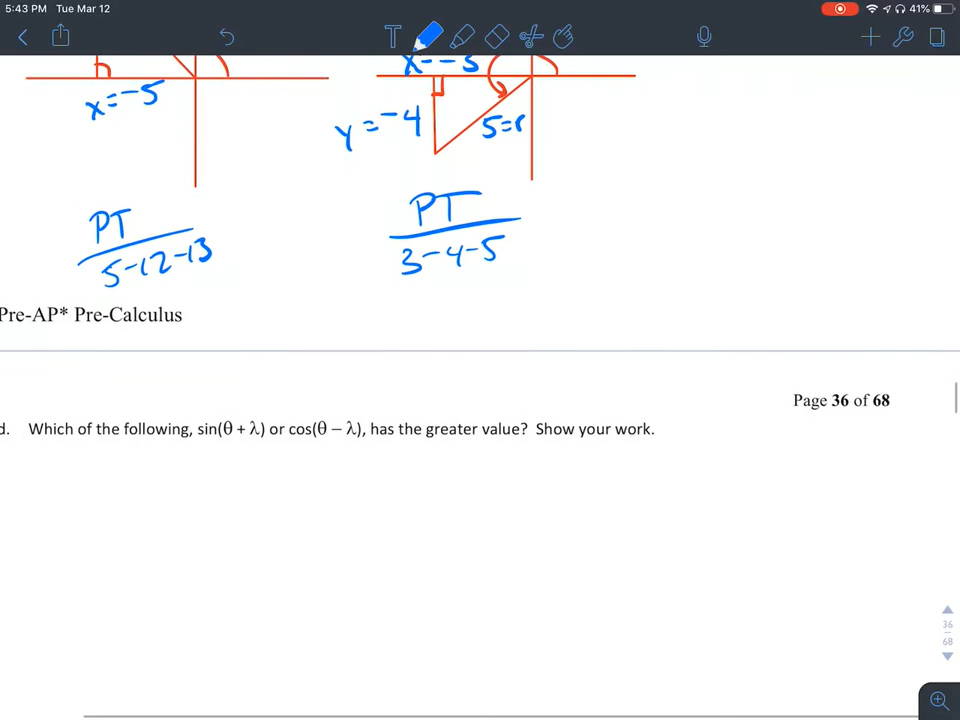 5:43 PM Tue Mar 12
41%
T
x=-3
x=-5
y=-4
5=r
PT
5-12-13
PT
3-4-5
Pre-AP* Pre-Calculus
Page 36 of 68
d. Which of the following, sin(θ + λ) or cos(θ − λ), has the greater value? Show your work.
36
68